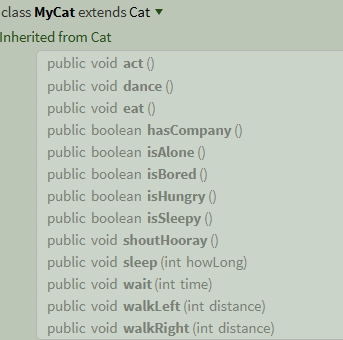 class MyCat extends Cat
Inherited from Cat
public void act ()
public void dance ()
public void eat ()
public boolean hasCompany ()
public boolean isAlone ()
public boolean isBored ()
public boolean isHungry ()
public boolean isSleepy ()
public void shoutHooray ()
public void sleep (int howLong)
public void wait (int time)
public void walkLeft (int distance)
public void walkRight (int distance)